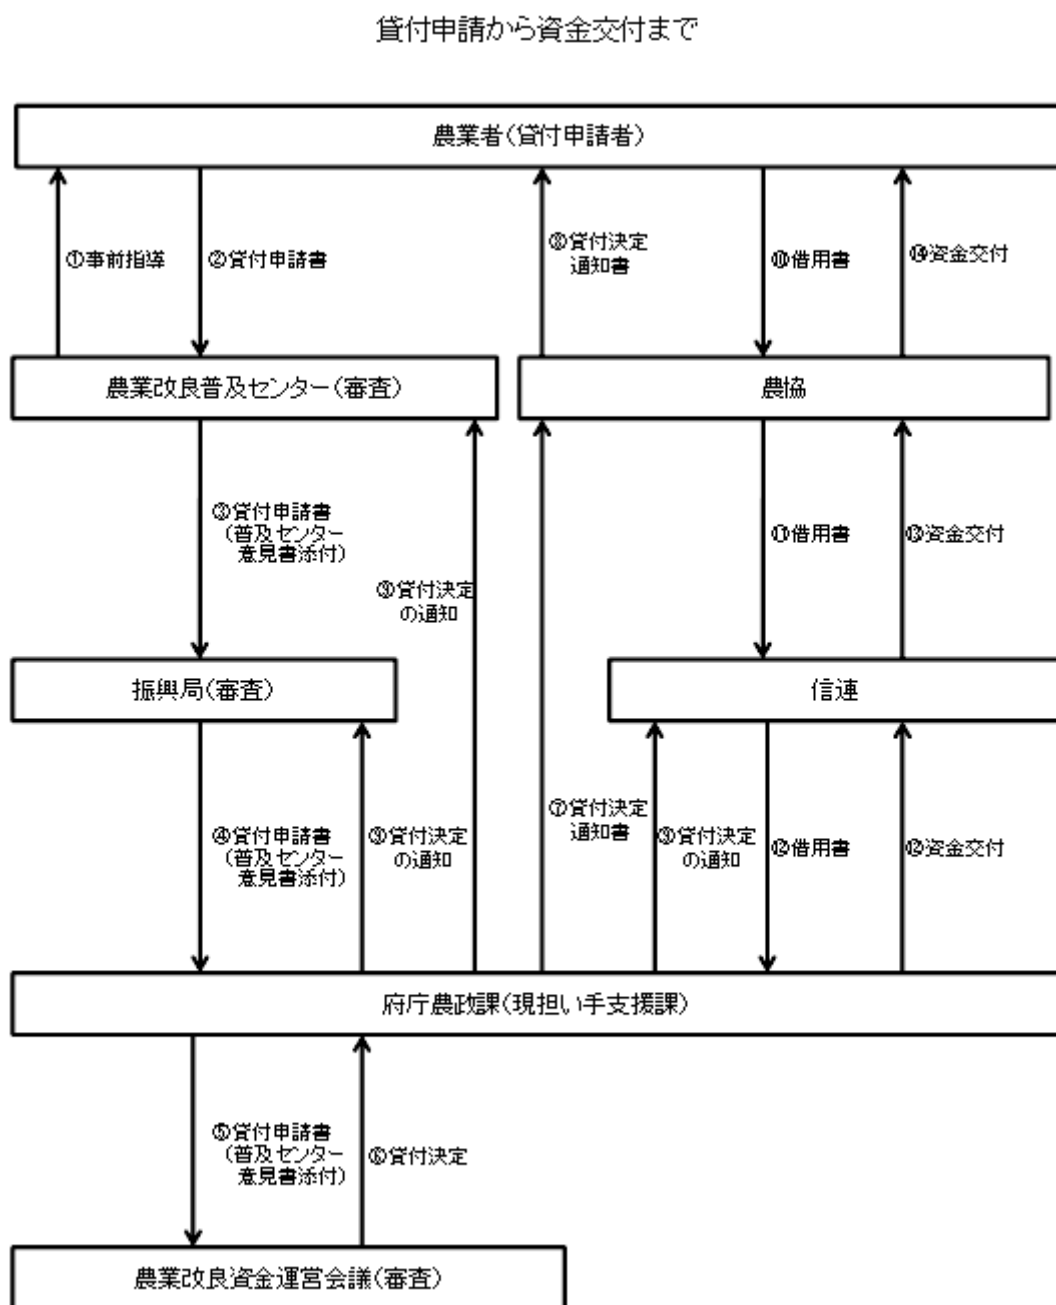 貸付申請から資金交付まで
農業者(貸付申請者)
①事前指導
②貸付申請書
⑧貸付決定
通知書
⑩借用書
⑭資金交付
農業改良普及センター(審査)
農協
③貸付申請書
(普及センター
意見書添付)
⑨貸付決定
の通知
⑪借用書
⑬資金交付
振興局(審査)
信連
④貸付申請書
(普及センター
意見書添付)
⑨貸付決定
の通知
⑦貸付決定
通知書
⑨貸付決定
の通知
⑫借用書
⑫資金交付
府庁農政課(現担い手支援課)
⑤貸付申請書
(普及センター
意見書添付)
⑥貸付決定
農業改良資金運営会議(審査)